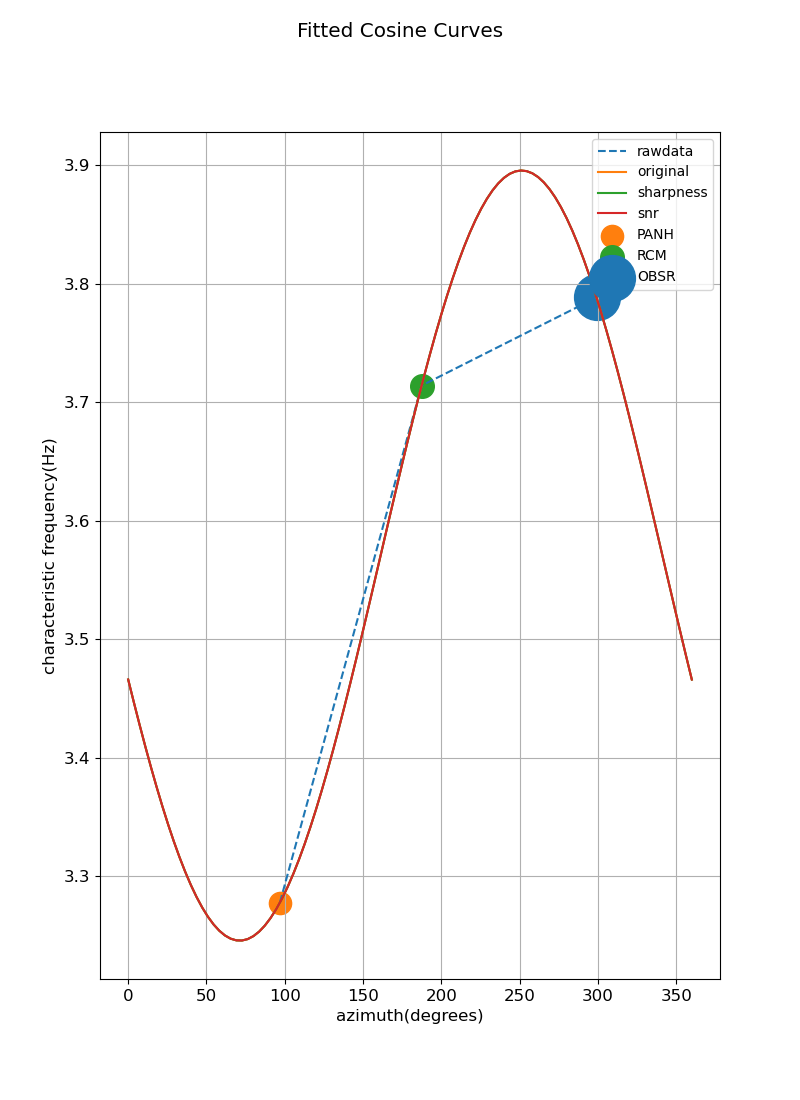 Fitted Cosine Curves
3.9
3.8
3.7
3.6
3.5
3.4
3.3
characteristic frequency(Hz)
rawdata
original
sharpness
snr
PANH
RCM
OBSR
0 50 100 150 200 250 300 350
azimuth(degrees)